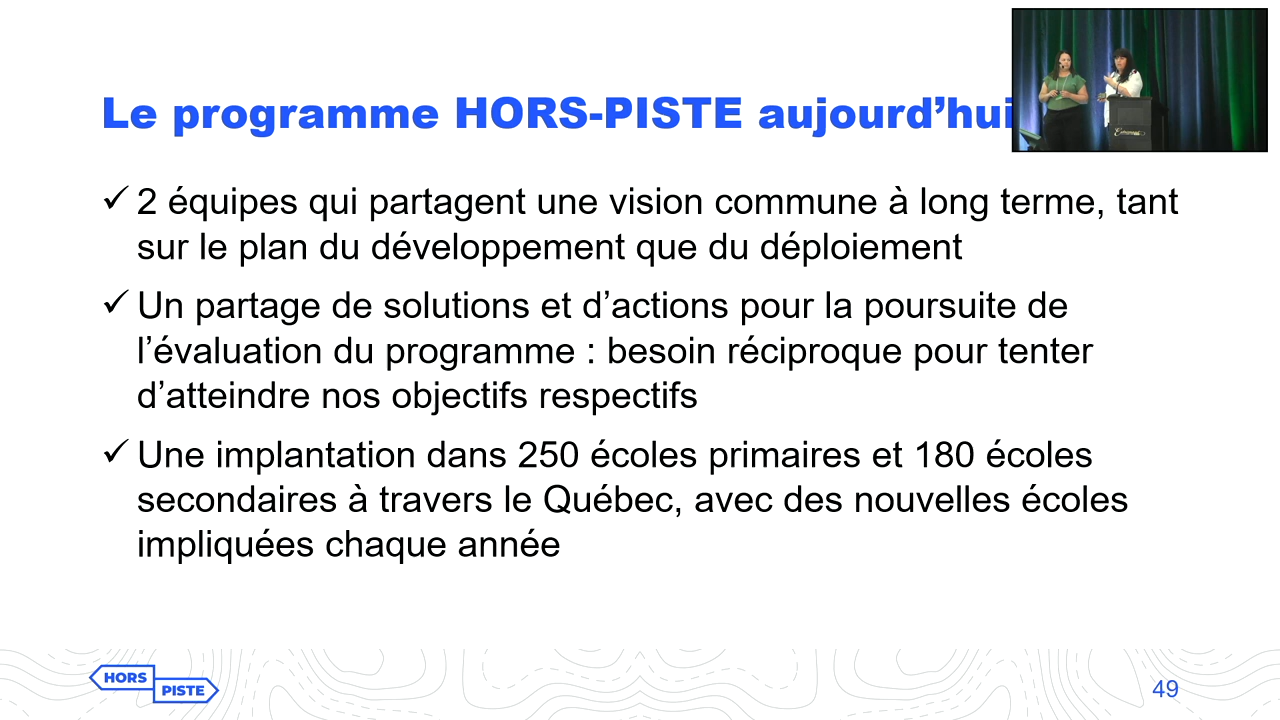 Le programme HORS-PISTE aujourd’hui
2 équipes qui partagent une vision commune à long terme, tant
sur le plan du développement que du déploiement
Un partage de solutions et d’actions pour la poursuite de
l’évaluation du programme : besoin réciproque pour tenter
d’atteindre nos objectifs respectifs
Une implantation dans 250 écoles primaires et 180 écoles
secondaires à travers le Québec, avec des nouvelles écoles
impliquées chaque année
HORS
PISTE
49